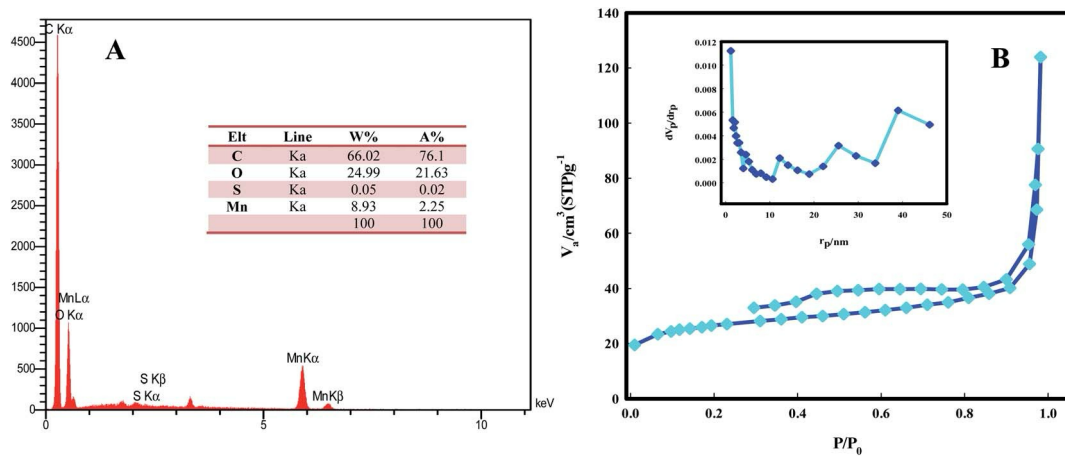 A
C Kα
4500
4000
3500
3000
2500
2000
1500
MnLα
O Kα
1000
500
0
S Kβ
S Kα
MnKα
MnKβ
keV
0 5 10
Elt Line W% A%
C Ka 66.02 76.1
O Ka 24.99 21.63
S Ka 0.05 0.02
Mn Ka 8.93 2.25
100 100
B
140
120
100
80
60
40
20
0
Va/cm3(STP)g-1
0.0 0.2 0.4 0.6 0.8 1.0
P/P0
0.012
0.010
0.008
0.006
0.004
0.002
0.000
dVp/drp
0 10 20 30 40 50
rp/nm